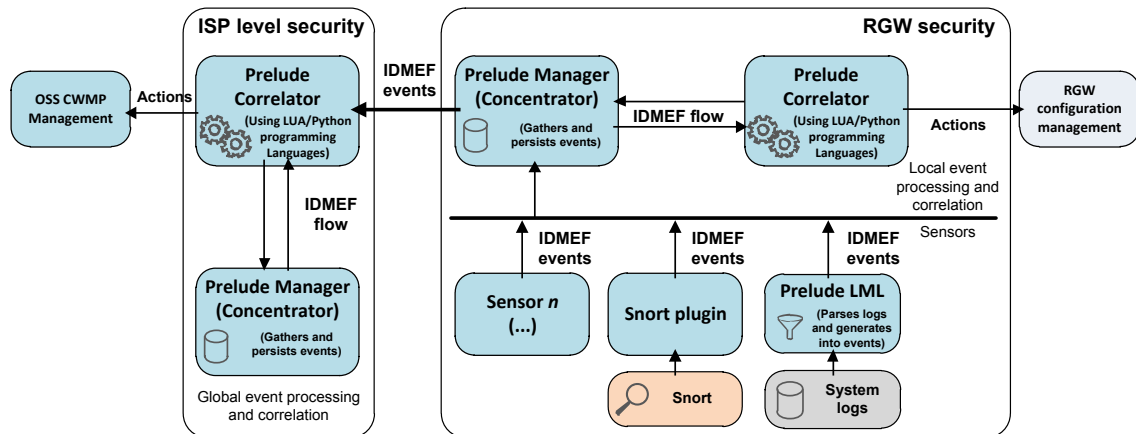 ISP level security
RGW security
OSS CWMP
Management
Actions
Prelude
Correlator
(Using LUA/Python
programming
Languages)
IDMEF
events
Prelude Manager
(Concentrator)
(Gathers and
persists events)
IDMEF flow
Prelude
Correlator
(Using LUA/Python
programming
Languages)
Actions
RGW
configuration
management
Local event
processing and
correlation
Sensors
IDMEF
flow
IDMEF
events
IDMEF
events
IDMEF
events
Prelude Manager
(Concentrator)
(Gathers and
persists events)
Sensor n
(...)
Snort plugin
Prelude LML
(Parses logs
and generates
into events)
Snort
System
logs
Global event processing
and correlation